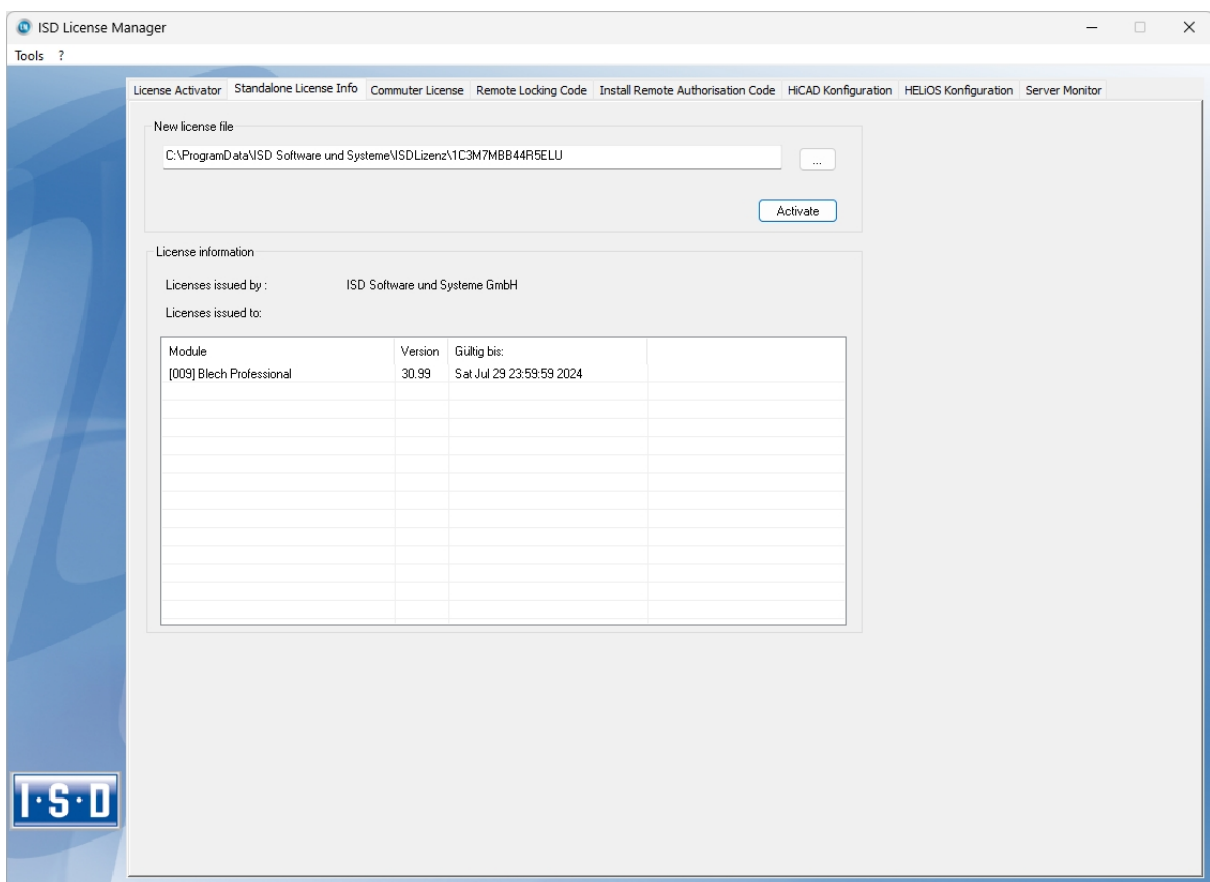 ISD License Manager
Tools ?
License Activator Standalone License Info Commuter License Remote Locking Code Install Remote Authorisation Code HiCAD Konfiguration HELiOS Konfiguration Server Monitor
New license file
C:\ProgramData\ISD Software und Systeme\ISDLizenz\1C3M7MBB44R5ELU
...
Activate
License information
Licenses issued by : ISD Software und Systeme GmbH
Licenses issued to:
Module Version Gültig bis:
[009] Blech Professional 30.99 Sat Jul 29 23:59:59 2024
I·S·D